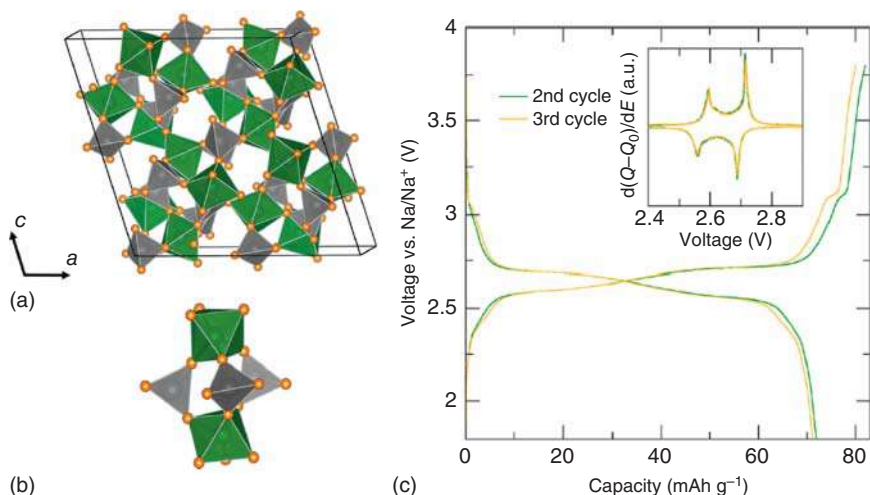 c
a
(a)
(b)
(c)
4
3.5
3
2.5
2
Voltage vs. Na/Na⁺ (V)
0
20
40
60
80
Capacity (mAh g⁻¹)
2nd cycle
3rd cycle
d(Q–Q₀)/dE (a.u.)
2.4
2.6
2.8
Voltage (V)